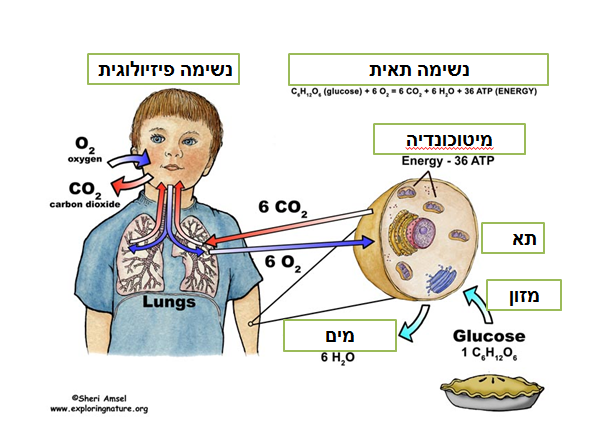 נשימה פיזיולוגית
נשימה תאית
C₆H₁₂O₆ (glucose) + 6 O₂ = 6 CO₂ + 6 H₂O + 36 ATP (ENERGY)
מיטוכונדיה
Energy - 36 ATP
O₂
oxygen
CO₂
carbon dioxide
6 CO₂
6 O₂
תא
Lungs
מזון
מים
6 H₂O
Glucose
1 C₆H₁₂O₆
©Sheri Amsel
www.exploringnature.org